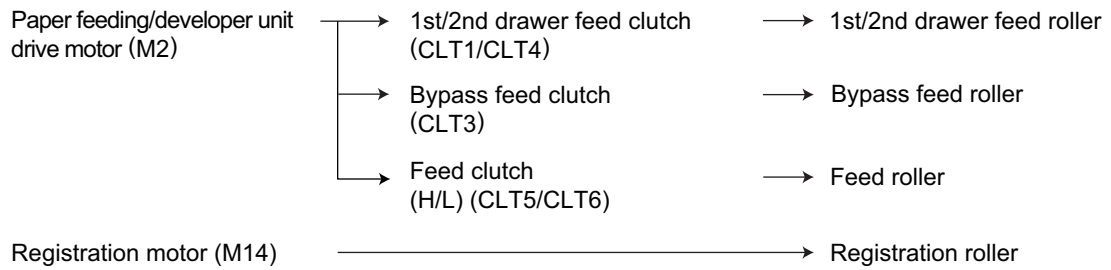 Paper feeding/developer unit
drive motor (M2)
1st/2nd drawer feed clutch
(CLT1/CLT4)
1st/2nd drawer feed roller
Bypass feed clutch
(CLT3)
Bypass feed roller
Feed clutch
(H/L) (CLT5/CLT6)
Feed roller
Registration motor (M14)
Registration roller